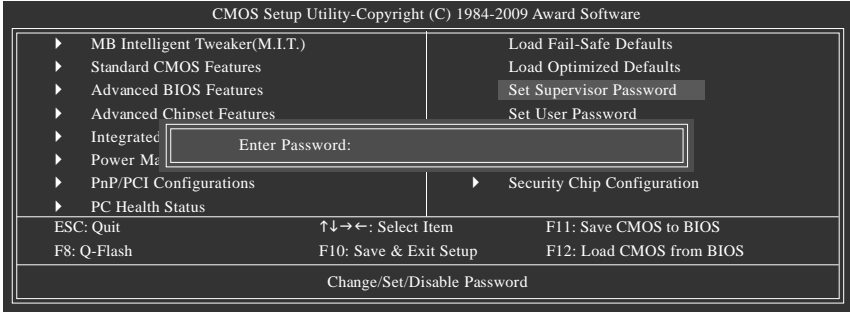 CMOS Setup Utility-Copyright (C) 1984-2009 Award Software
MB Intelligent Tweaker(M.I.T.)
Standard CMOS Features
Advanced BIOS Features
Advanced Chipset Features
Integrated
Power Ma
PnP/PCI Configurations
PC Health Status
Load Fail-Safe Defaults
Load Optimized Defaults
Set Supervisor Password
Set User Password
Security Chip Configuration
Enter Password:
ESC: Quit ↑↓→←: Select Item F11: Save CMOS to BIOS
F8: Q-Flash F10: Save & Exit Setup F12: Load CMOS from BIOS
Change/Set/Disable Password